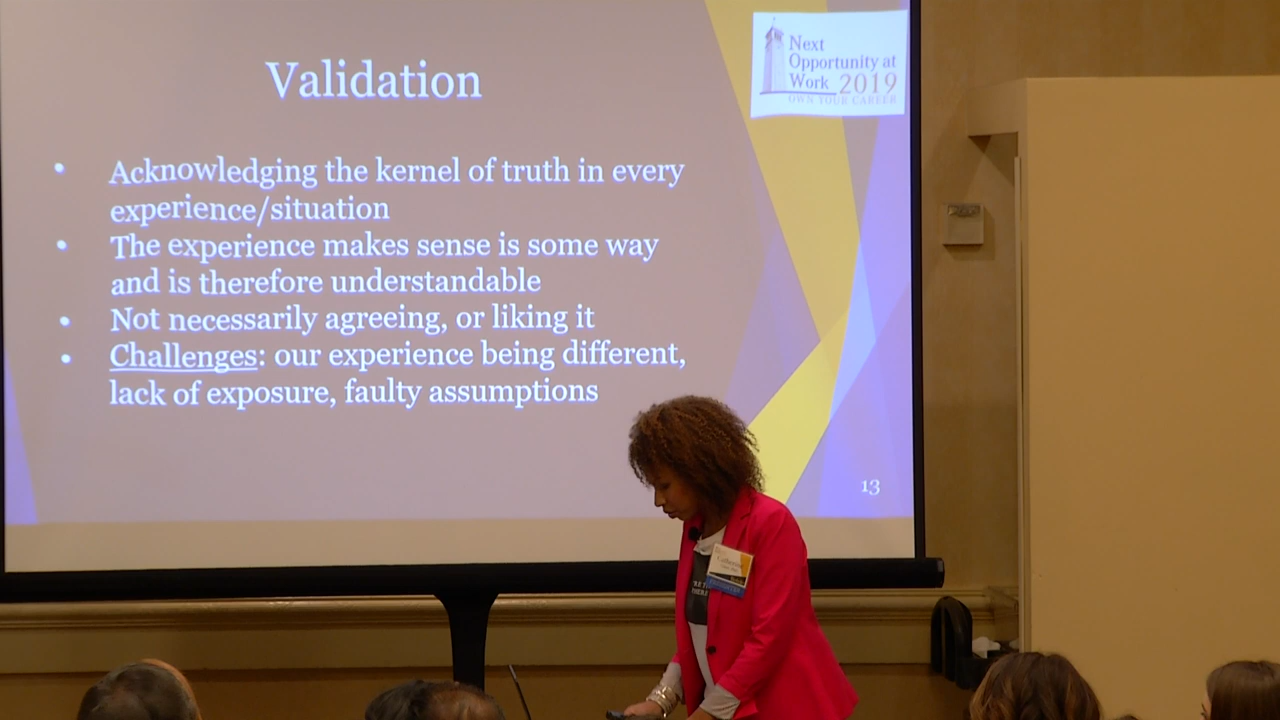 Validation
Next
Opportunity at
Work 2019
OWN YOUR CAREER
• Acknowledging the kernel of truth in every
experience/situation
• The experience makes sense is some way
and is therefore understandable
• Not necessarily agreeing, or liking it
• Challenges: our experience being different,
lack of exposure, faulty assumptions
13